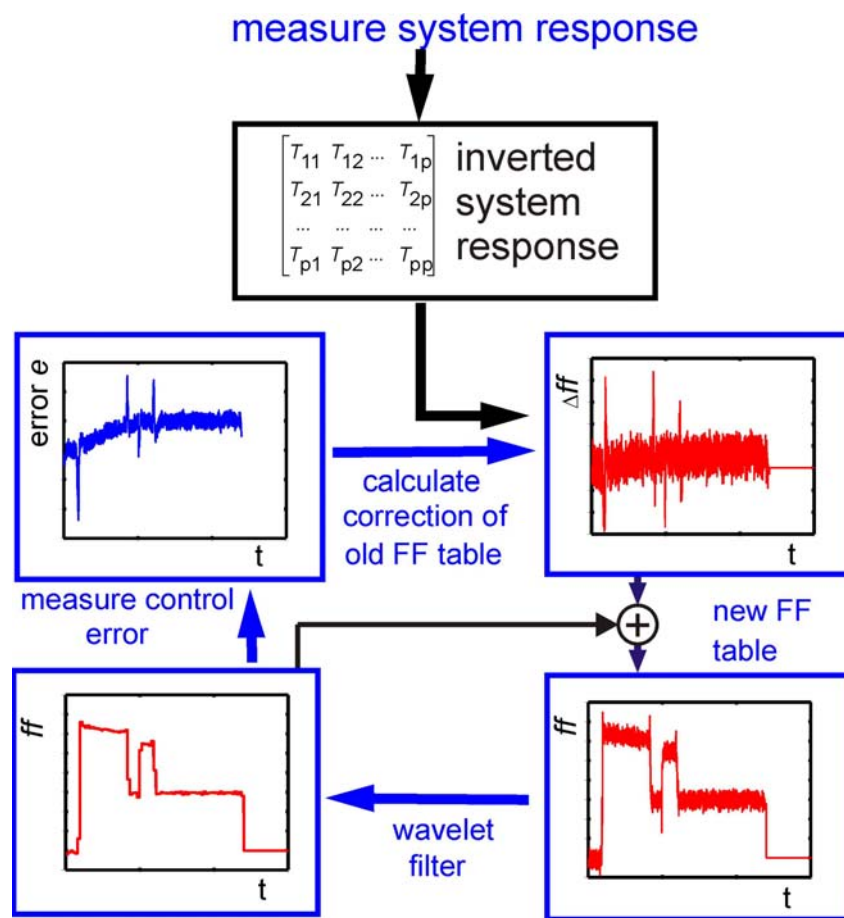 measure system response
T11 T12 ... T1p
T21 T22 ... T2p
... ... ... ...
Tp1 Tp2 ... Tpp
inverted
system
response
error e
t
calculate
correction of
old FF table
Δff
t
measure control
error
+
new FF
table
ff
t
wavelet
filter
ff
t